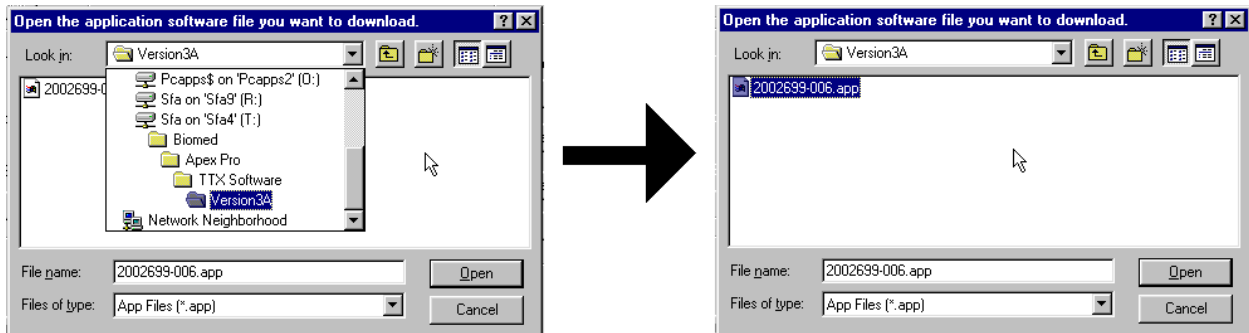 Open the application software file you want to download.
Look in: Version3A
Pcapps$ on 'Pcapps2' (O:)
2002699-0
Sfa on 'Sfa9' (R:)
Sfa on 'Sfa4' (T:)
Biomed
Apex Pro
TTX Software
Version3A
Network Neighborhood
File name: 2002699-006.app Open
Files of type: App Files (*.app) Cancel
Open the application software file you want to download.
Look in: Version3A
2002699-006.app
File name: 2002699-006.app Open
Files of type: App Files (*.app) Cancel